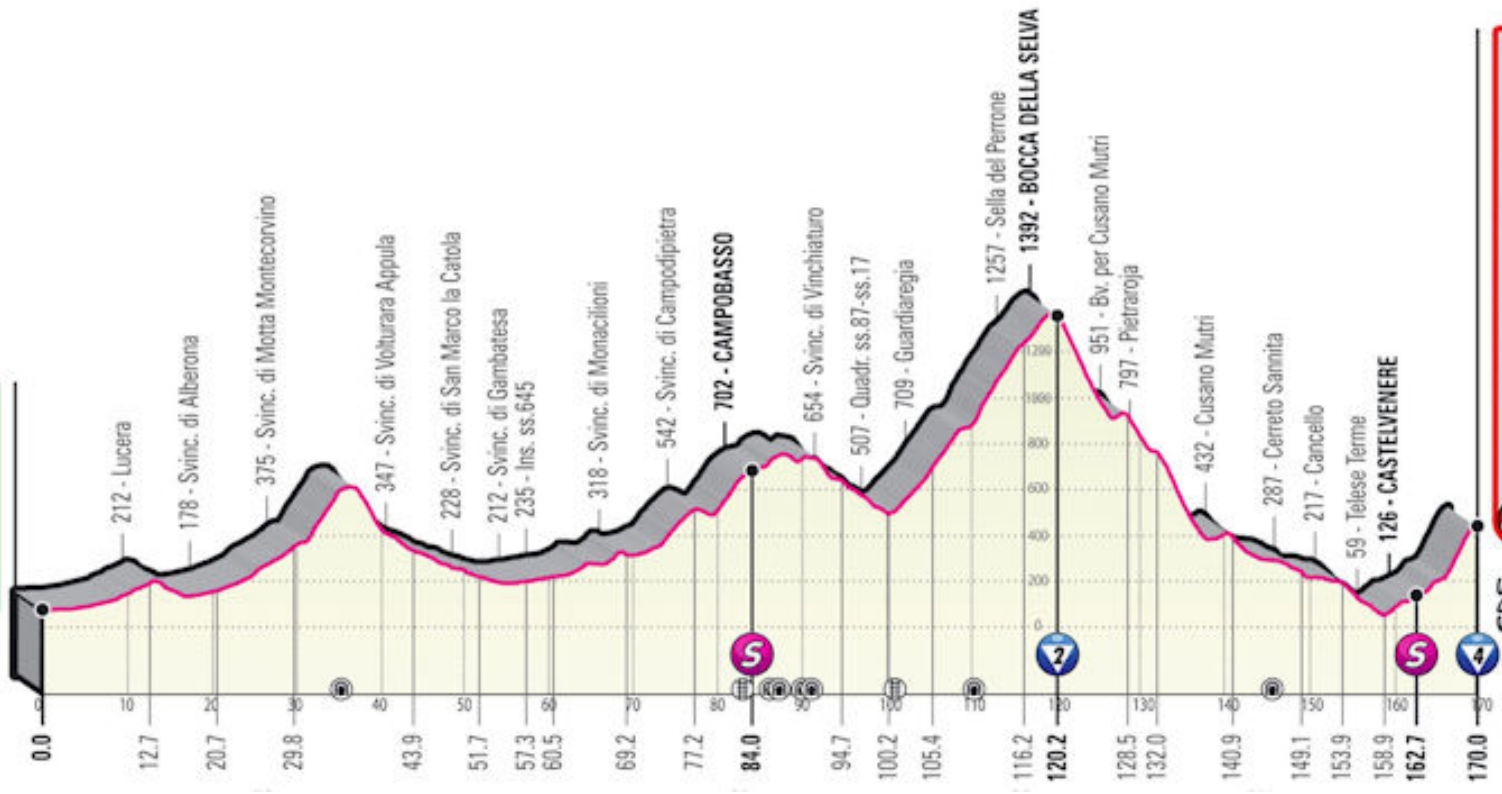 212 - Lucera
178 - Svinc. di Alberona
375 - Svinc. di Motta Montecorvino
347 - Svinc. di Volturara Appula
228 - Svinc. di San Marco la Catola
212 - Svinc. di Gambatesa
235 - Ins. ss.645
318 - Svinc. di Monacilioni
542 - Svinc. di Campodipietra
702 - CAMPOBASSO
654 - Svinc. di Vinchiaturo
507 - Quadr. ss.87-ss.17
709 - Guardiaregia
1257 - Sella del Perrone
1392 - BOCCA DELLA SELVA
951 - Bv. per Cusano Mutri
797 - Pietraroja
432 - Cusano Mutri
287 - Cerreto Sannita
217 - Cancello
59 - Telese Terme
126 - CASTELVENERE
1200
1000
800
600
400
200
0
S
2
S
4
0 10 20 30 40 50 60 70 80 90 100 110 120 130 140 150 160 170
0.0
12.7
20.7
29.8
43.9
51.7
57.3
60.5
69.2
77.2
84.0
94.7
100.2
105.4
116.2
120.2
128.5
132.0
140.9
149.1
153.9
158.9
162.7
170.0